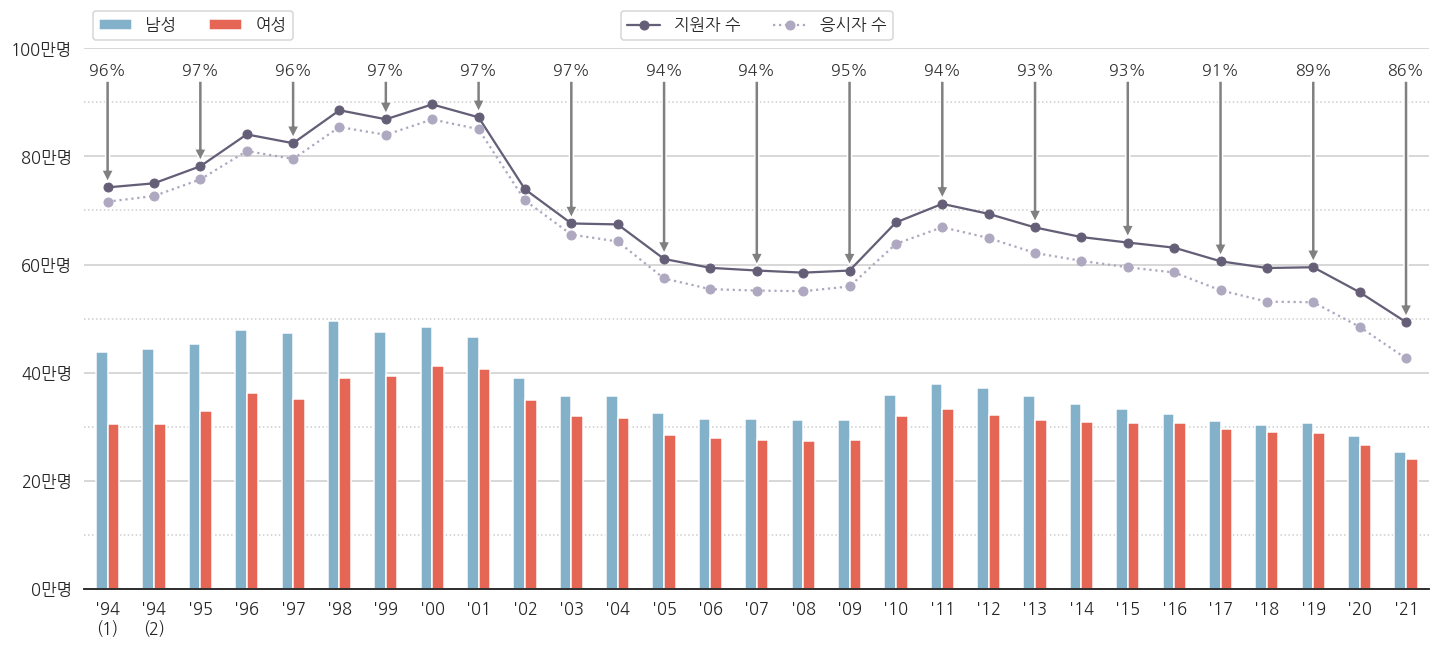 남성 여성 지원자 수 응시자 수
100만명
96% 97% 96% 97% 97% 97% 94% 94% 95% 94% 93% 93% 91% 89% 86%
80만명
60만명
40만명
20만명
0만명
'94 '94 '95 '96 '97 '98 '99 '00 '01 '02 '03 '04 '05 '06 '07 '08 '09 '10 '11 '12 '13 '14 '15 '16 '17 '18 '19 '20 '21
(1) (2)